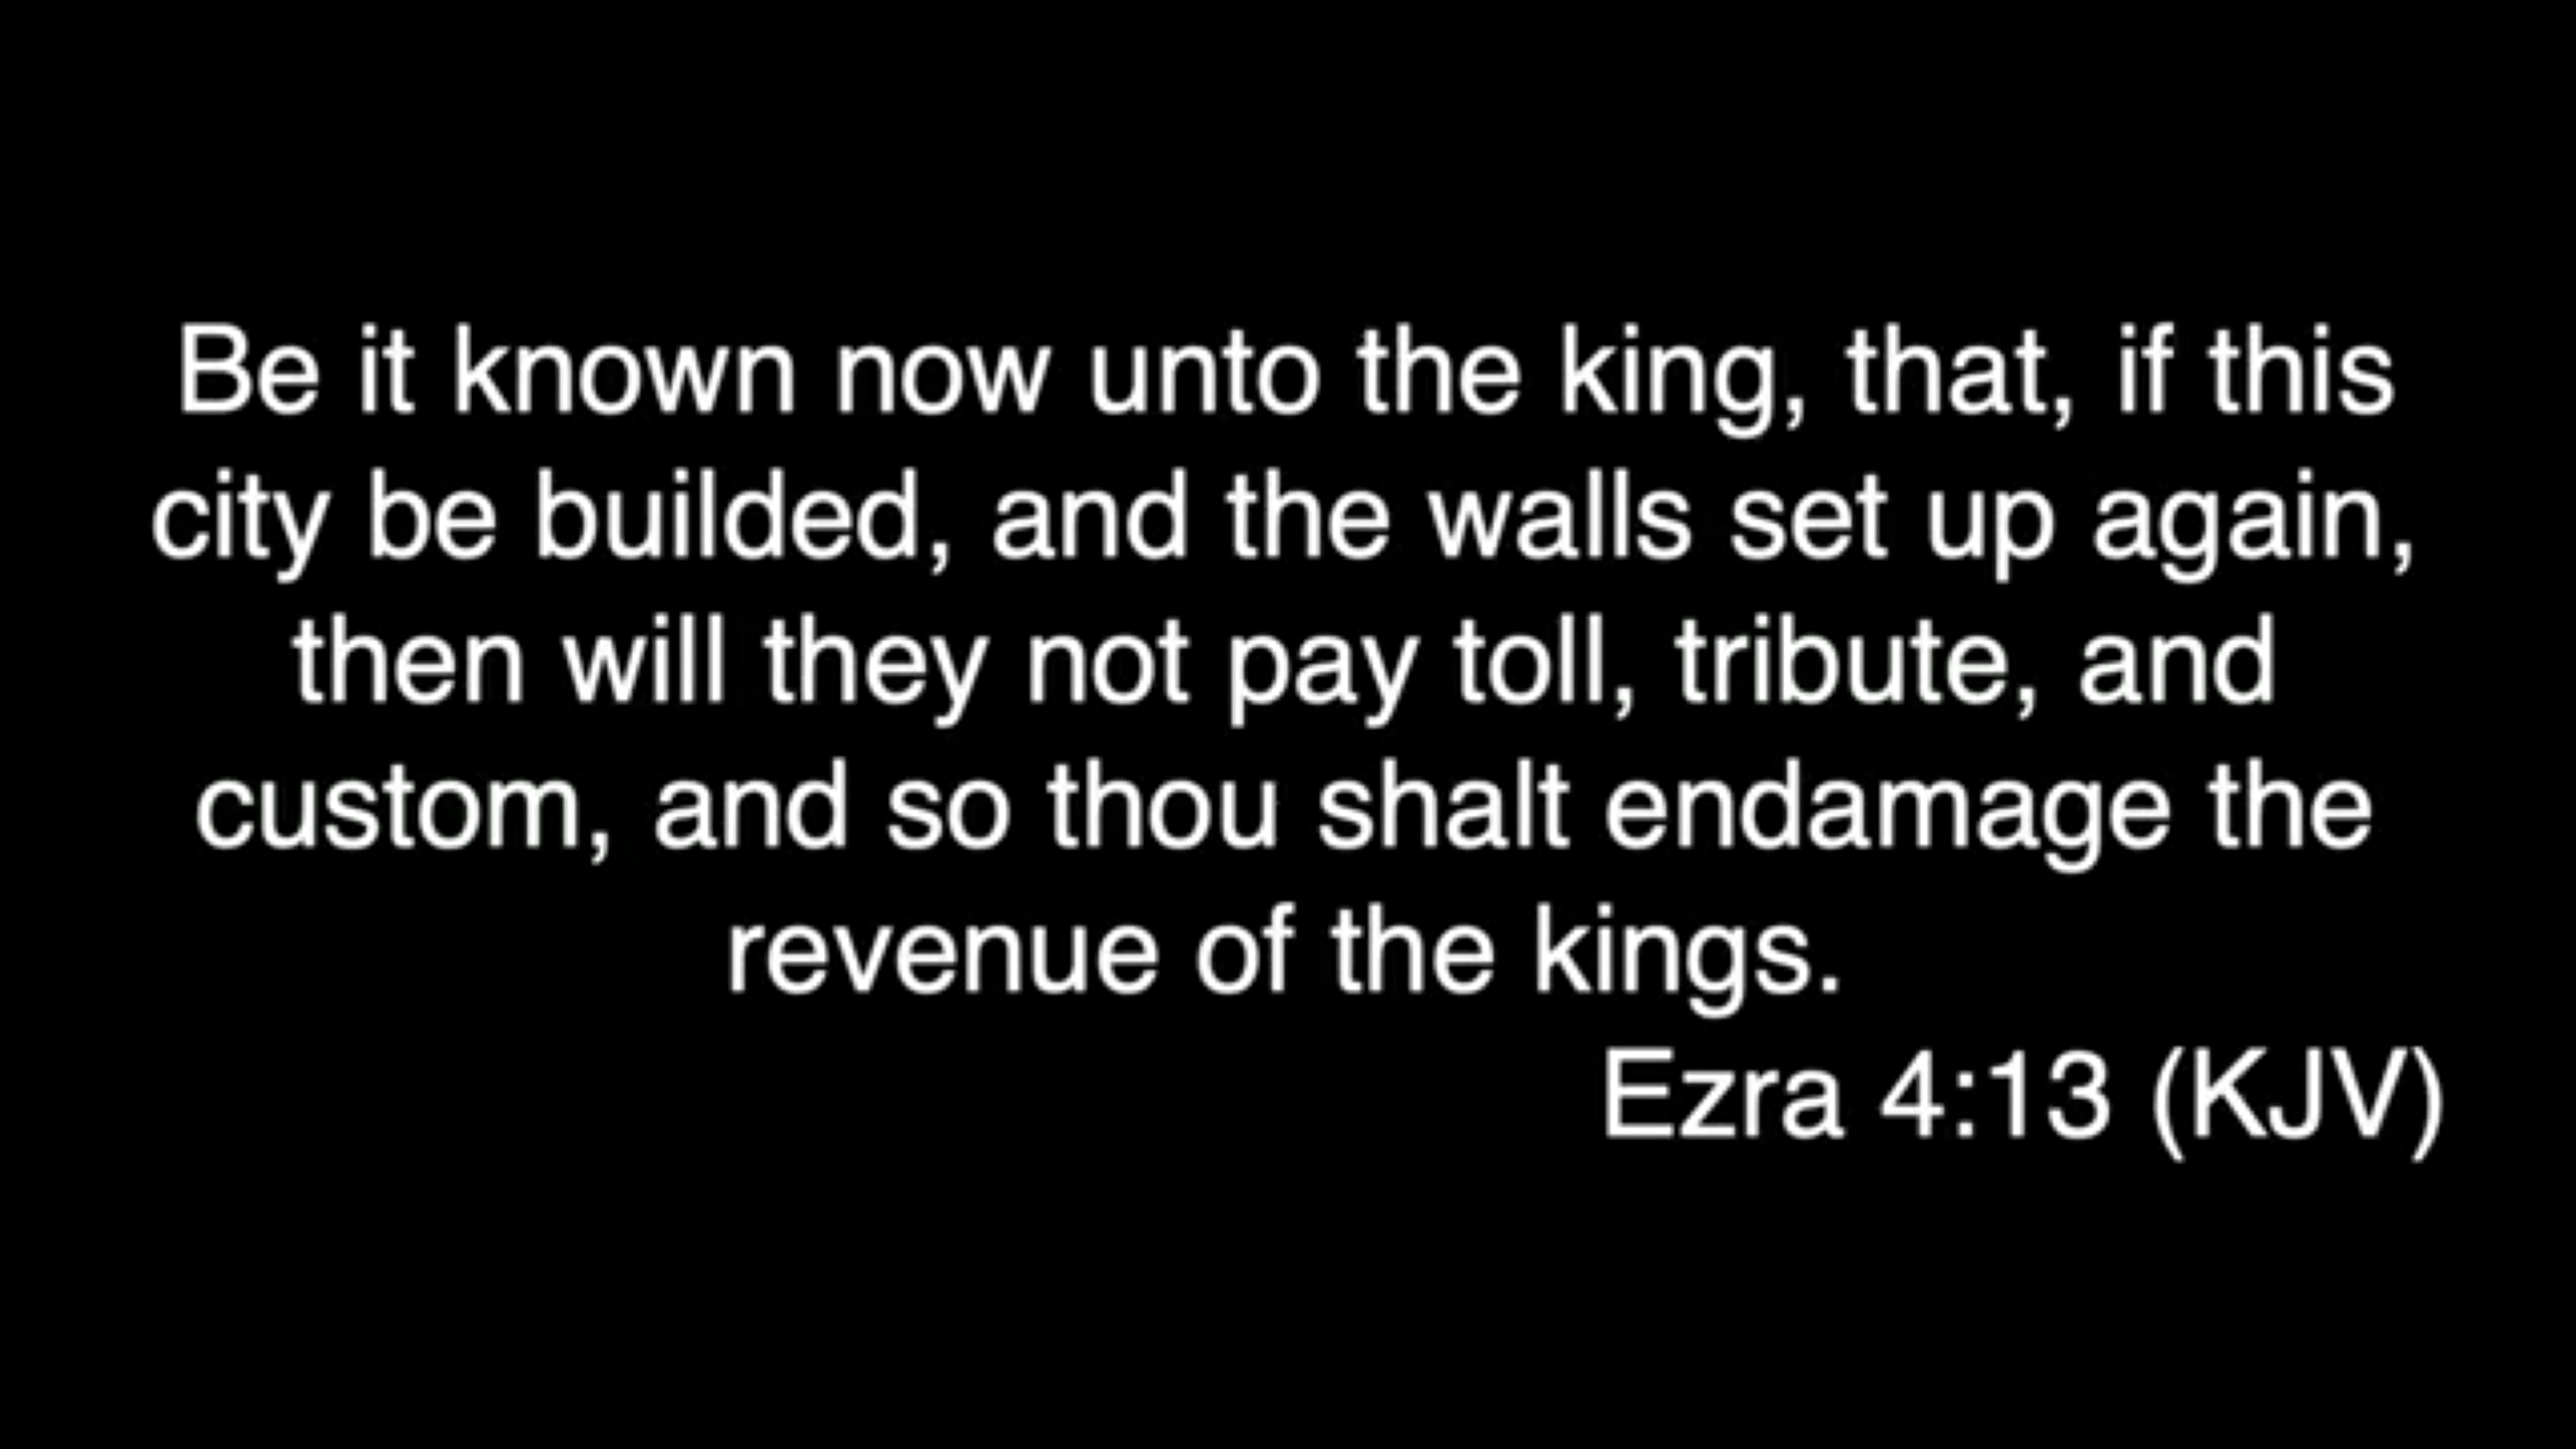 Be it known now unto the king, that, if this
city be builded, and the walls set up again,
then will they not pay toll, tribute, and
custom, and so thou shalt endamage the
revenue of the kings.
Ezra 4:13 (KJV)